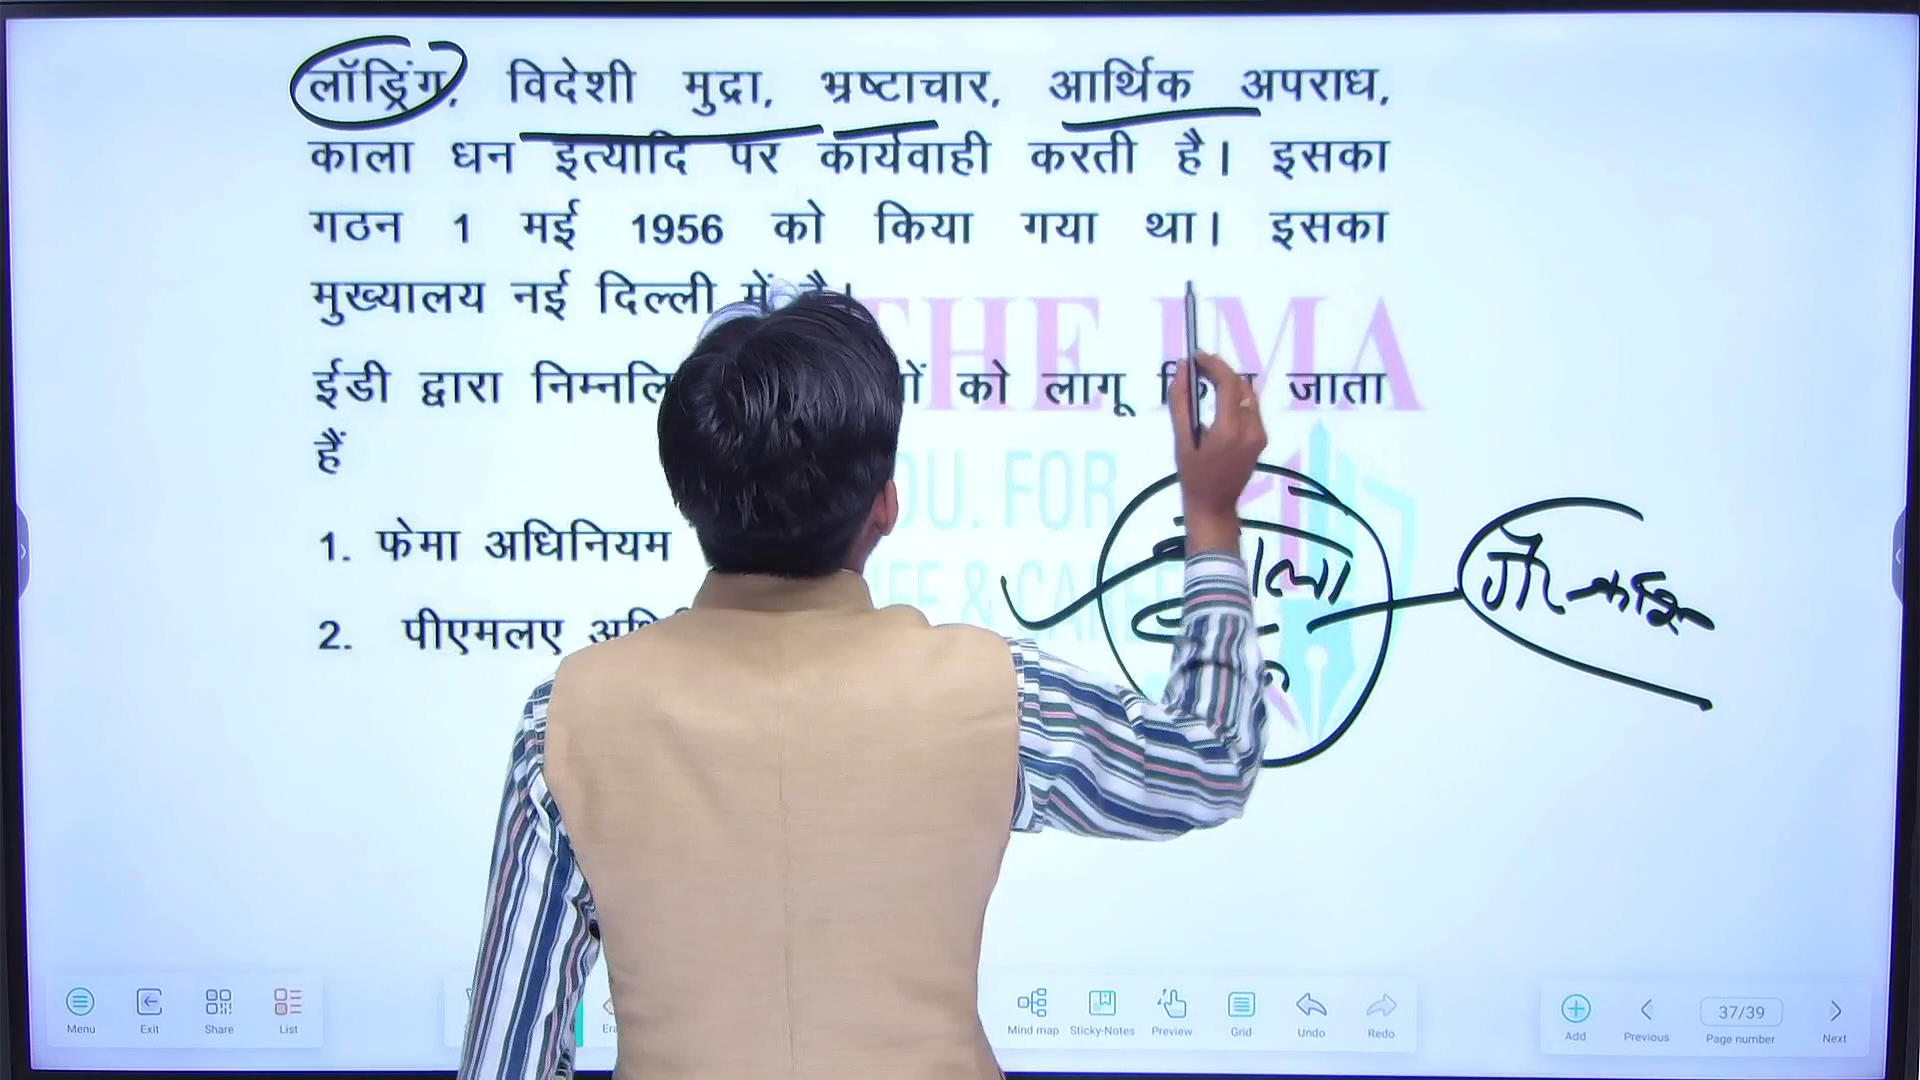 लॉड्रिंग, विदेशी मुद्रा, भ्रष्टाचार, आर्थिक अपराध,
काला धन इत्यादि पर कार्यवाही करती है। इसका
गठन 1 मई 1956 को किया गया था। इसका
मुख्यालय नई दिल्ली में है।
THE IMA
ईडी द्वारा निम्नलि को लागू जाता
हैं
FOR
1. फेमा अधिनियम
2. पीएमलए
Menu Exit Share List Mind map Sticky-Notes Preview Grid Undo Redo Add Previous 37/39 Page number Next